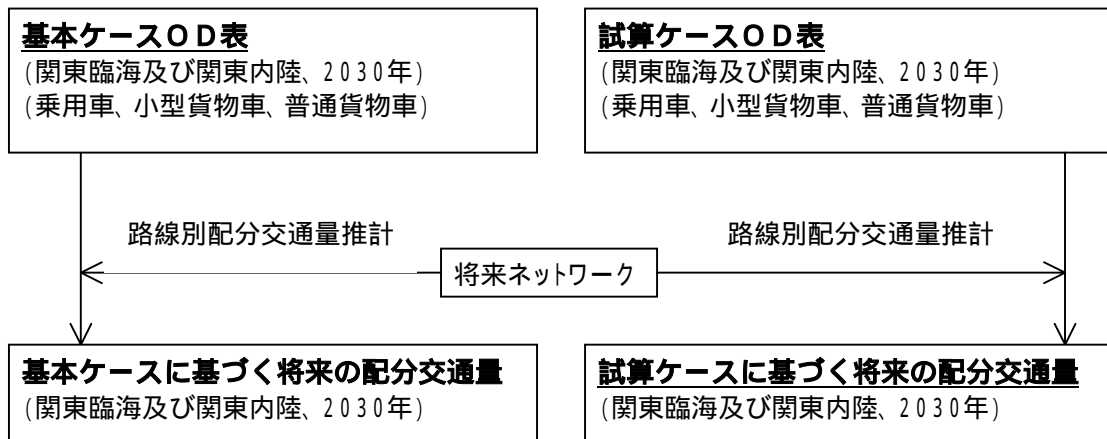 基本ケースＯＤ表
(関東臨海及び関東内陸、2030年)
(乗用車、小型貨物車、普通貨物車)
試算ケースＯＤ表
(関東臨海及び関東内陸、2030年)
(乗用車、小型貨物車、普通貨物車)
路線別配分交通量推計
路線別配分交通量推計
将来ネットワーク
基本ケースに基づく将来の配分交通量
(関東臨海及び関東内陸、2030年)
試算ケースに基づく将来の配分交通量
(関東臨海及び関東内陸、2030年)